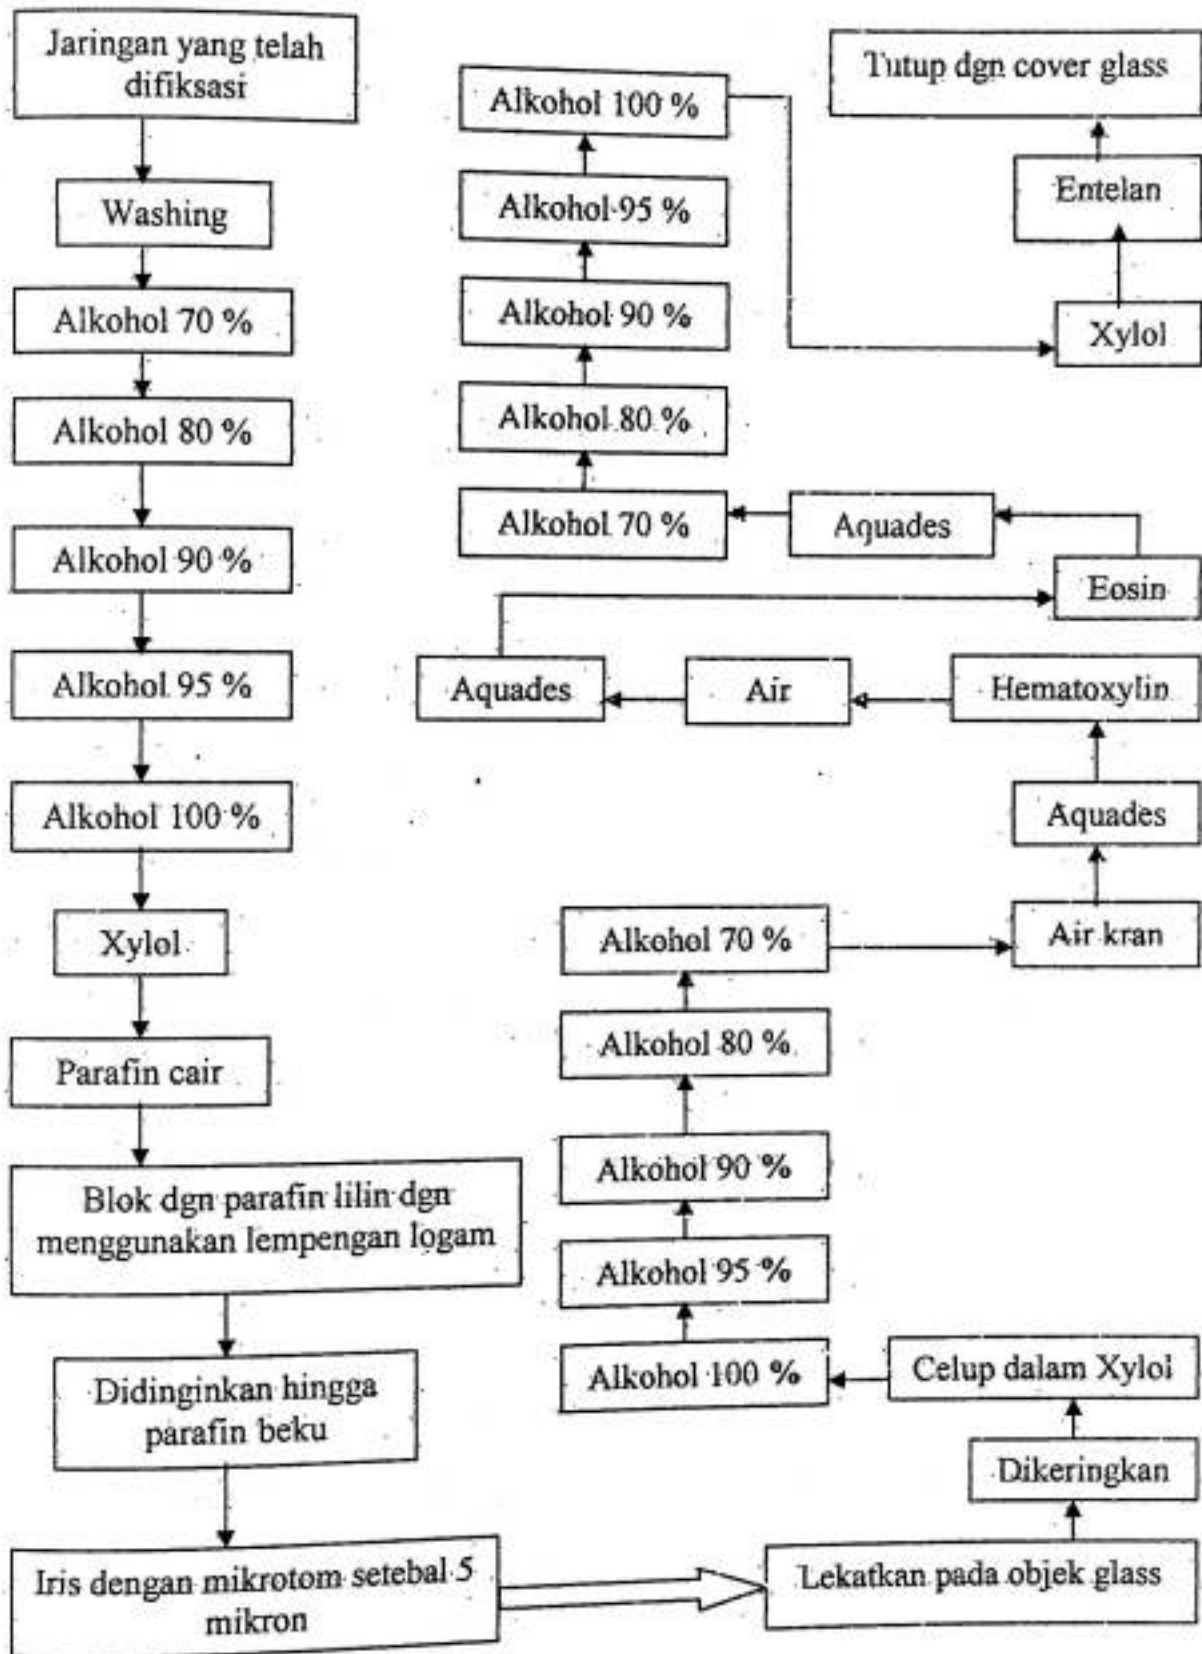 Jaringan yang telah
difiksasi
Washing
Alkohol 70 %
Alkohol 80 %
Alkohol 90 %
Alkohol 95 %
Alkohol 100 %
Xylol
Parafin cair
Blok dgn parafin lilin dgn
menggunakan lempengan logam
Didinginkan hingga
parafin beku
Iris dengan mikrotom setebal 5
mikron
Lekatkan pada objek glass
Dikeringkan
Celup dalam Xylol
Alkohol 100 %
Alkohol 95 %
Alkohol 90 %
Alkohol 80 %
Alkohol 70 %
Air kran
Aquades
Hematoxylin
Air
Aquades
Eosin
Aquades
Alkohol 70 %
Alkohol 80 %
Alkohol 90 %
Alkohol 95 %
Alkohol 100 %
Xylol
Entelan
Tutup dgn cover glass